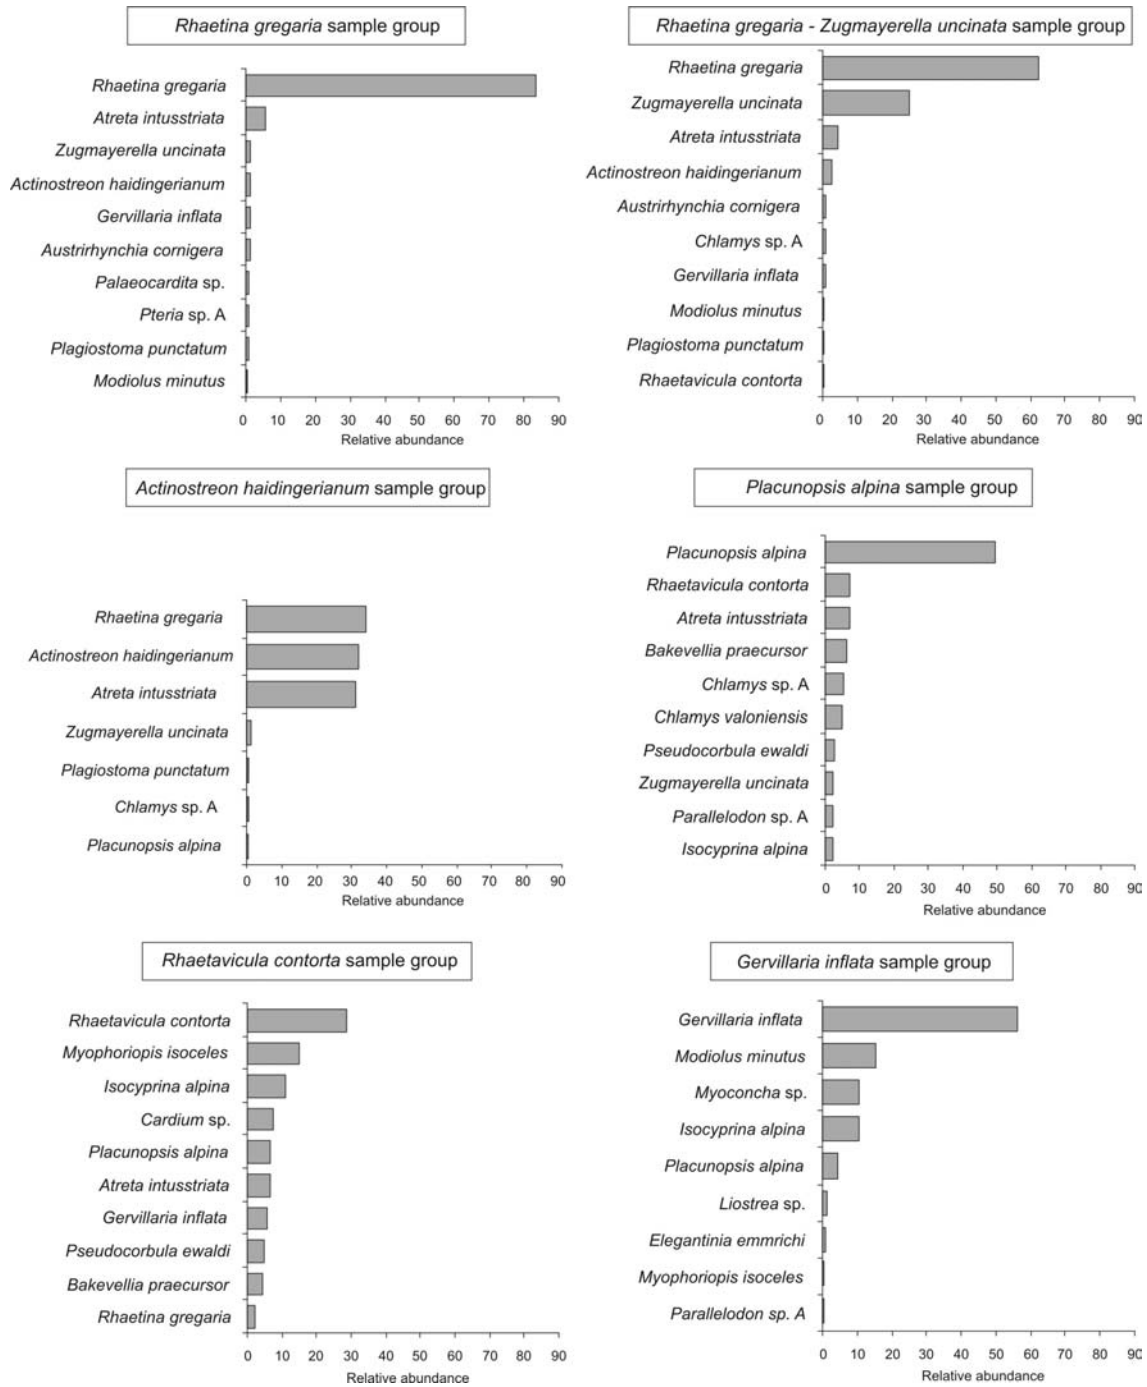 Rhaetina gregaria sample group
Rhaetina gregaria
Atreta intusstriata
Zugmayerella uncinata
Actinostreon haidingerianum
Gervillaria inflata
Austrirhynchia cornigera
Palaeocardita sp.
Pteria sp. A
Plagiostoma punctatum
Modiolus minutus
0 10 20 30 40 50 60 70 80 90
Relative abundance
Rhaetina gregaria - Zugmayerella uncinata sample group
Rhaetina gregaria
Zugmayerella uncinata
Atreta intusstriata
Actinostreon haidingerianum
Austrirhynchia cornigera
Chlamys sp. A
Gervillaria inflata
Modiolus minutus
Plagiostoma punctatum
Rhaetavicula contorta
0 10 20 30 40 50 60 70 80 90
Relative abundance
Actinostreon haidingerianum sample group
Rhaetina gregaria
Actinostreon haidingerianum
Atreta intusstriata
Zugmayerella uncinata
Plagiostoma punctatum
Chlamys sp. A
Placunopsis alpina
0 10 20 30 40 50 60 70 80 90
Relative abundance
Placunopsis alpina sample group
Placunopsis alpina
Rhaetavicula contorta
Atreta intusstriata
Bakevellia praecursor
Chlamys sp. A
Chlamys valoniensis
Pseudocorbula ewaldi
Zugmayerella uncinata
Parallelodon sp. A
Isocyprina alpina
0 10 20 30 40 50 60 70 80 90
Relative abundance
Rhaetavicula contorta sample group
Rhaetavicula contorta
Myophoriopis isoceles
Isocyprina alpina
Cardium sp.
Placunopsis alpina
Atreta intusstriata
Gervillaria inflata
Pseudocorbula ewaldi
Bakevellia praecursor
Rhaetina gregaria
0 10 20 30 40 50 60 70 80 90
Relative abundance
Gervillaria inflata sample group
Gervillaria inflata
Modiolus minutus
Myoconcha sp.
Isocyprina alpina
Placunopsis alpina
Liostrea sp.
Elegantinia emmrichi
Myophoriopis isoceles
Parallelodon sp. A
0 10 20 30 40 50 60 70 80 90
Relative abundance